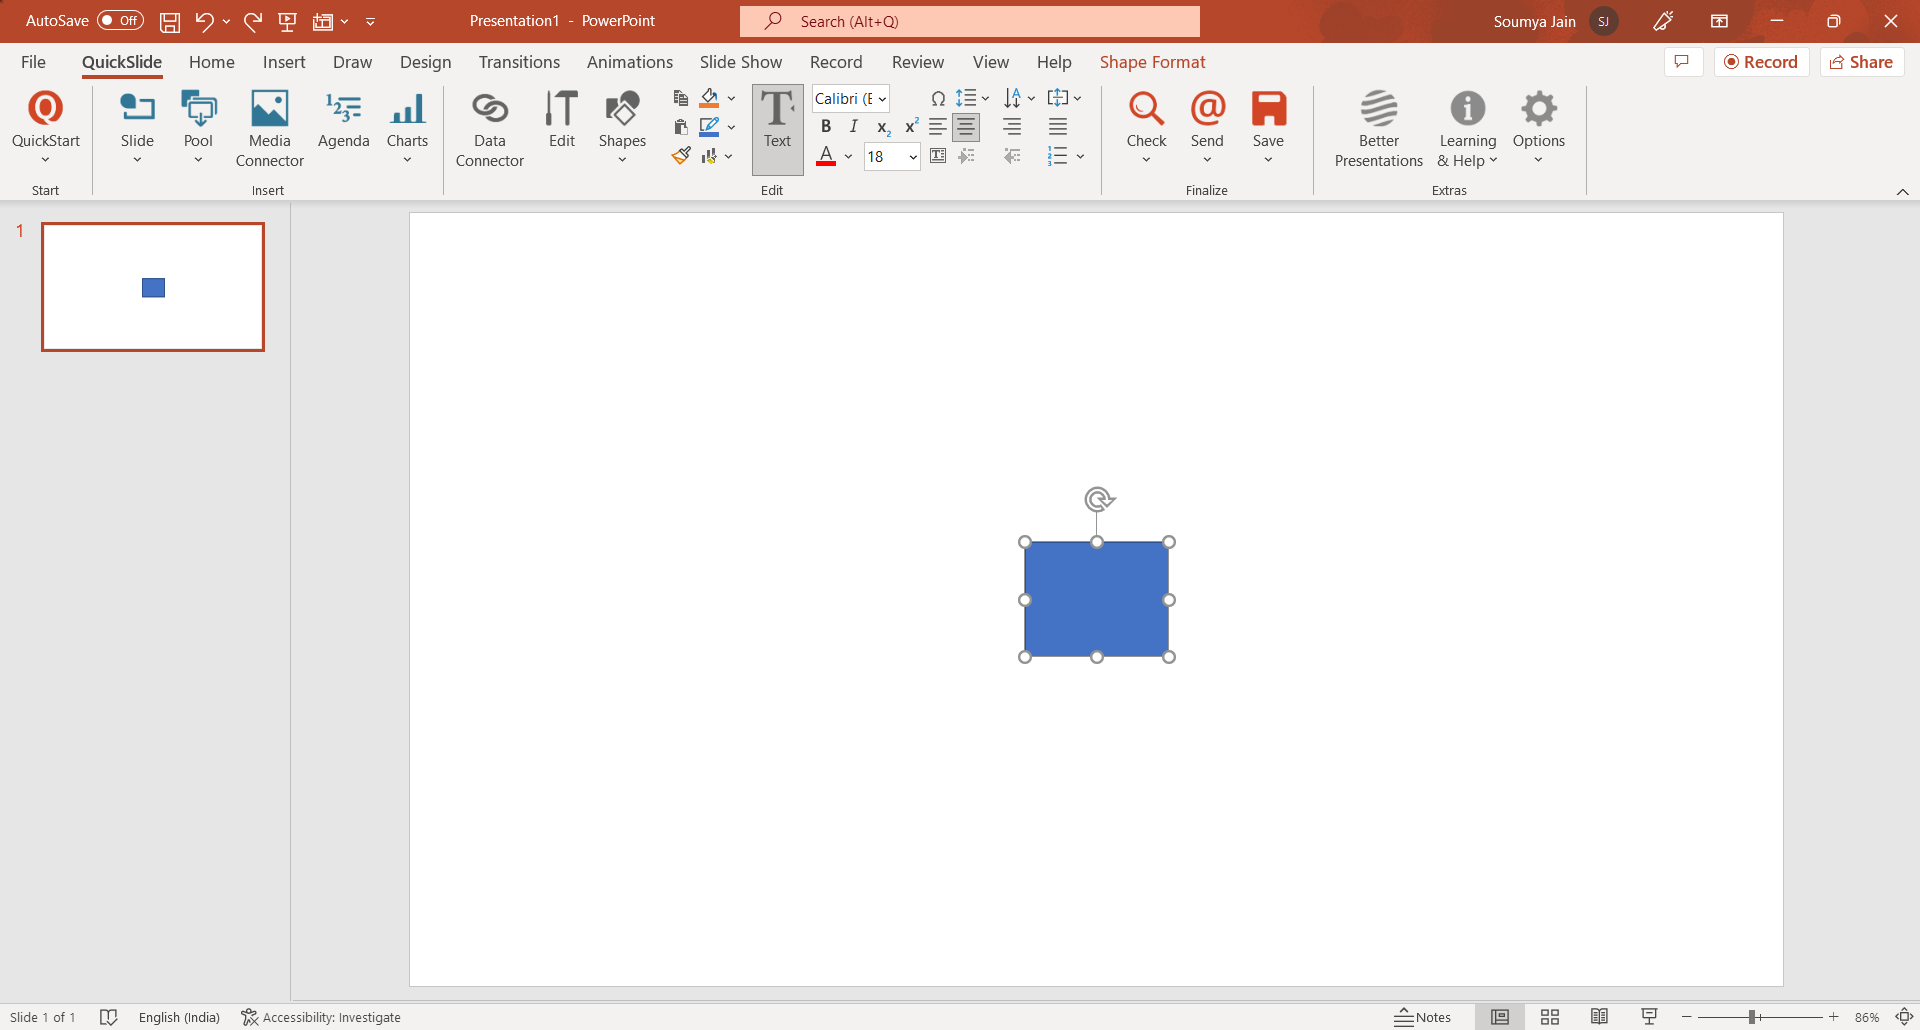 AutoSave Off
Presentation1 - PowerPoint
Search (Alt+Q)
Soumya Jain SJ
File QuickSlide Home Insert Draw Design Transitions Animations Slide Show Record Review View Help Shape Format
Record
Share
QuickStart
Slide
Pool
Media
Connector
Agenda
Charts
Data
Connector
Edit
Shapes
Text
Calibri (E
B I x2 x2
A 18
Check
Send
Save
Better
Presentations
Learning
& Help
Options
Start Insert Edit Finalize Extras
1
Slide 1 of 1 English (India) Accessibility: Investigate
Notes
86%